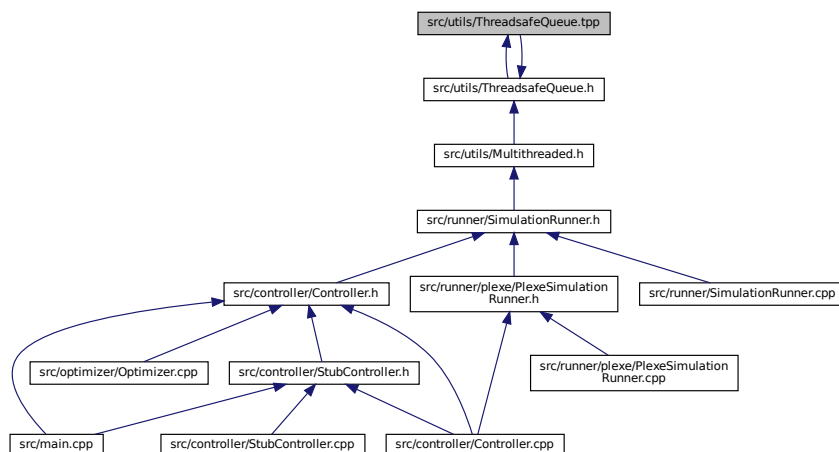 src/utils/ThreadsafeQueue.tpp
src/utils/ThreadsafeQueue.h
src/utils/Multithreaded.h
src/runner/SimulationRunner.h
src/controller/Controller.h
src/runner/plexe/PlexeSimulation
Runner.h
src/runner/SimulationRunner.cpp
src/optimizer/Optimizer.cpp
src/controller/StubController.h
src/runner/plexe/PlexeSimulation
Runner.cpp
src/main.cpp
src/controller/StubController.cpp
src/controller/Controller.cpp